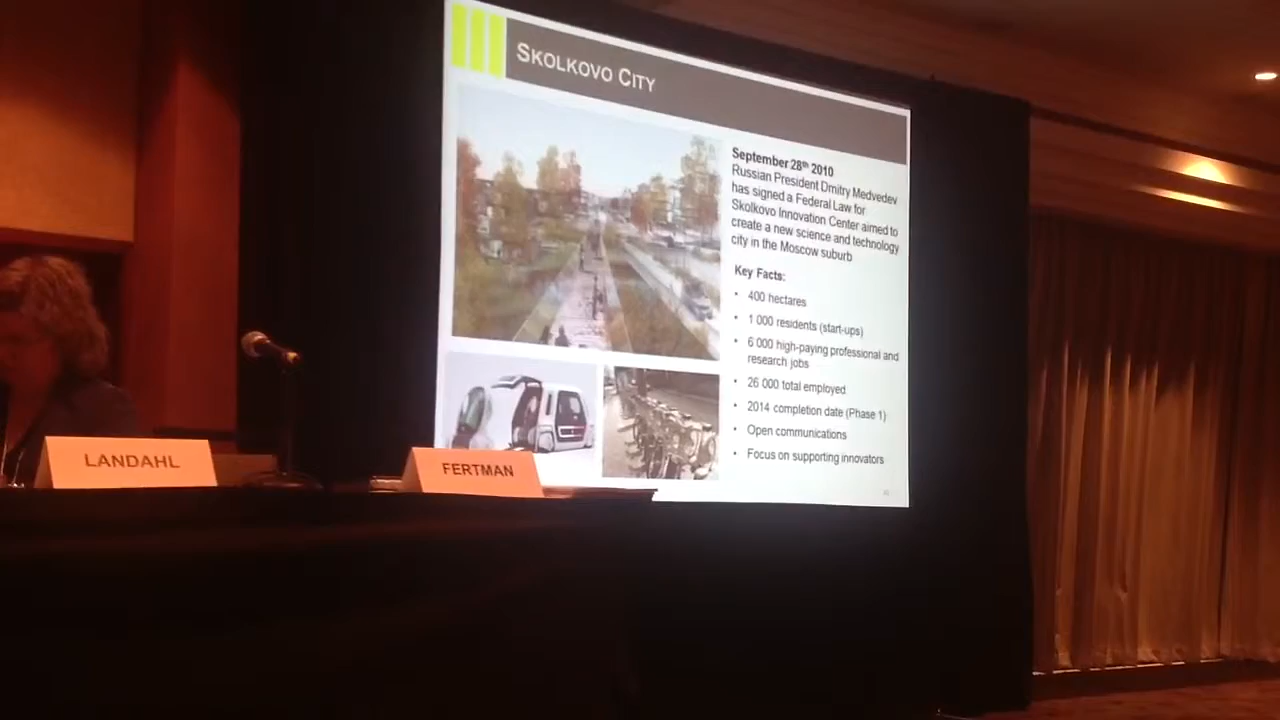 SKOLKOVO CITY
September 28th 2010
Russian President Dmitry Medvedev
has signed a Federal Law for
Skolkovo Innovation Center aimed to
create a new science and technology
city in the Moscow suburb
Key Facts:
• 400 hectares
• 1 000 residents (start-ups)
• 6 000 high-paying professional and
research jobs
• 26 000 total employed
• 2014 completion date (Phase 1)
• Open communications
• Focus on supporting innovators
LANDAHL
FERTMAN